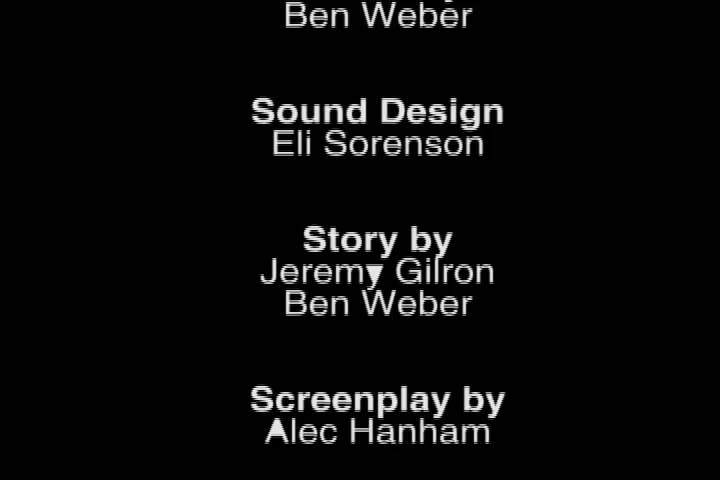 Ben Weber
Sound Design
Eli Sorenson
Story by
Jeremy Gilron
Ben Weber
Screenplay by
Alec Hanham